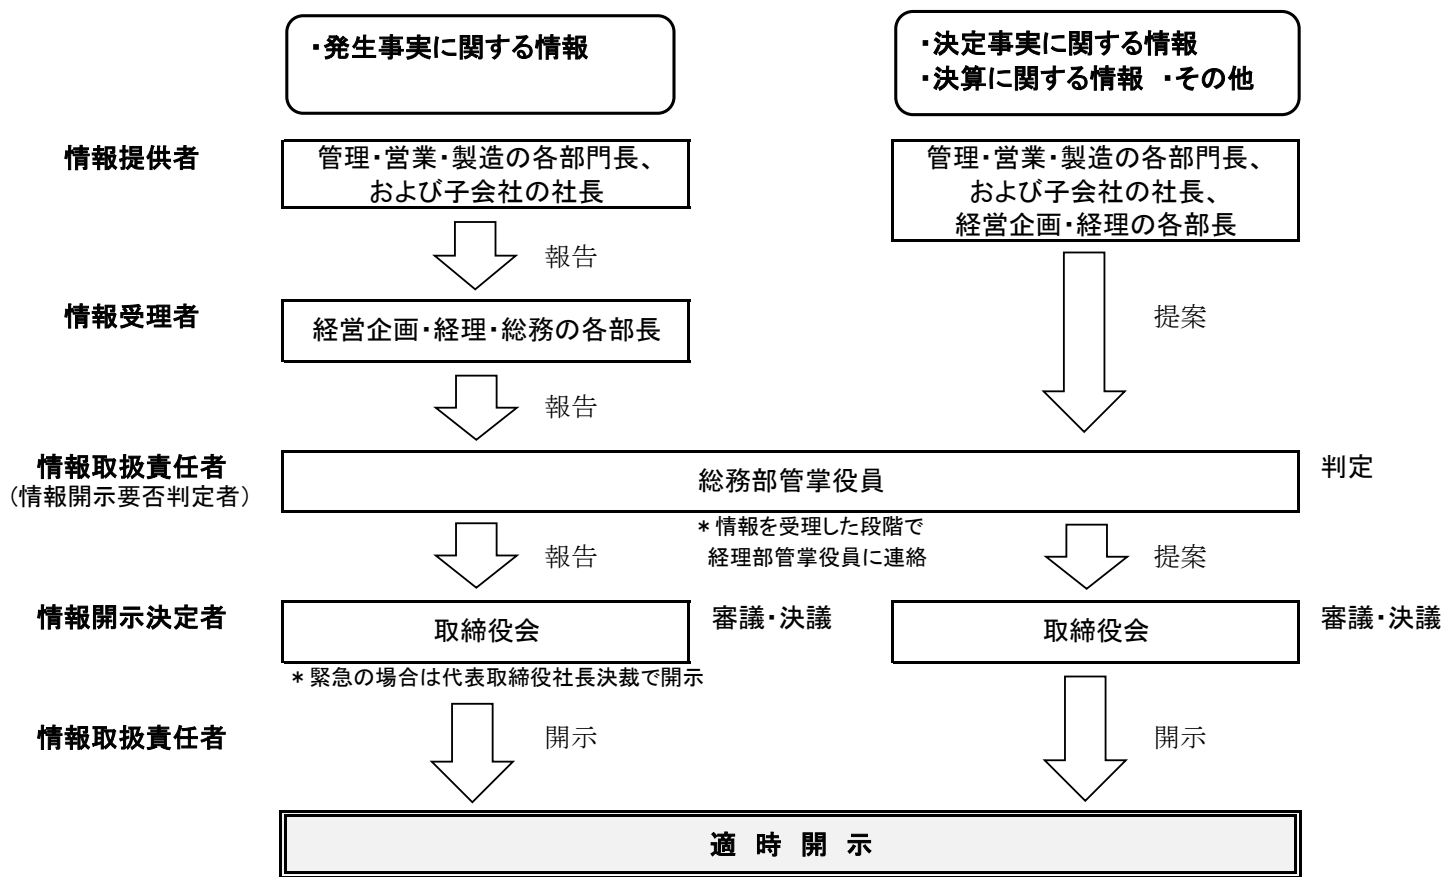 ・発生事実に関する情報
・決定事実に関する情報
・決算に関する情報 ・その他
情報提供者
管理・営業・製造の各部門長、
および子会社の社長
管理・営業・製造の各部門長、
および子会社の社長、
経営企画・経理の各部長
報告
情報受理者
経営企画・経理・総務の各部長
提案
報告
情報取扱責任者
(情報開示要否判定者)
総務部管掌役員
判定
報告
＊情報を受理した段階で
経理部管掌役員に連絡
提案
情報開示決定者
取締役会
審議・決議
取締役会
審議・決議
＊緊急の場合は代表取締役社長決裁で開示
情報取扱責任者
開示
開示
適 時 開 示